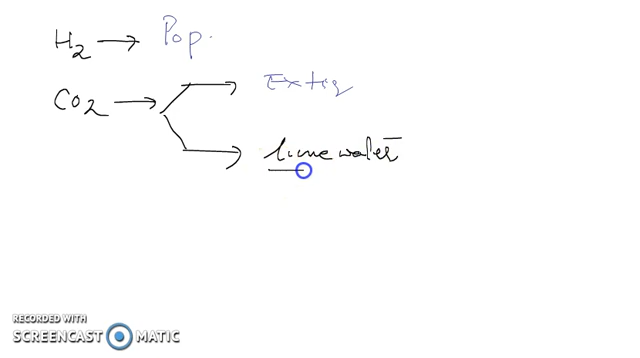 H2 → Pop.
CO2 → Extig
→ lime water
RECORDED WITH
SCREENCAST MATIC